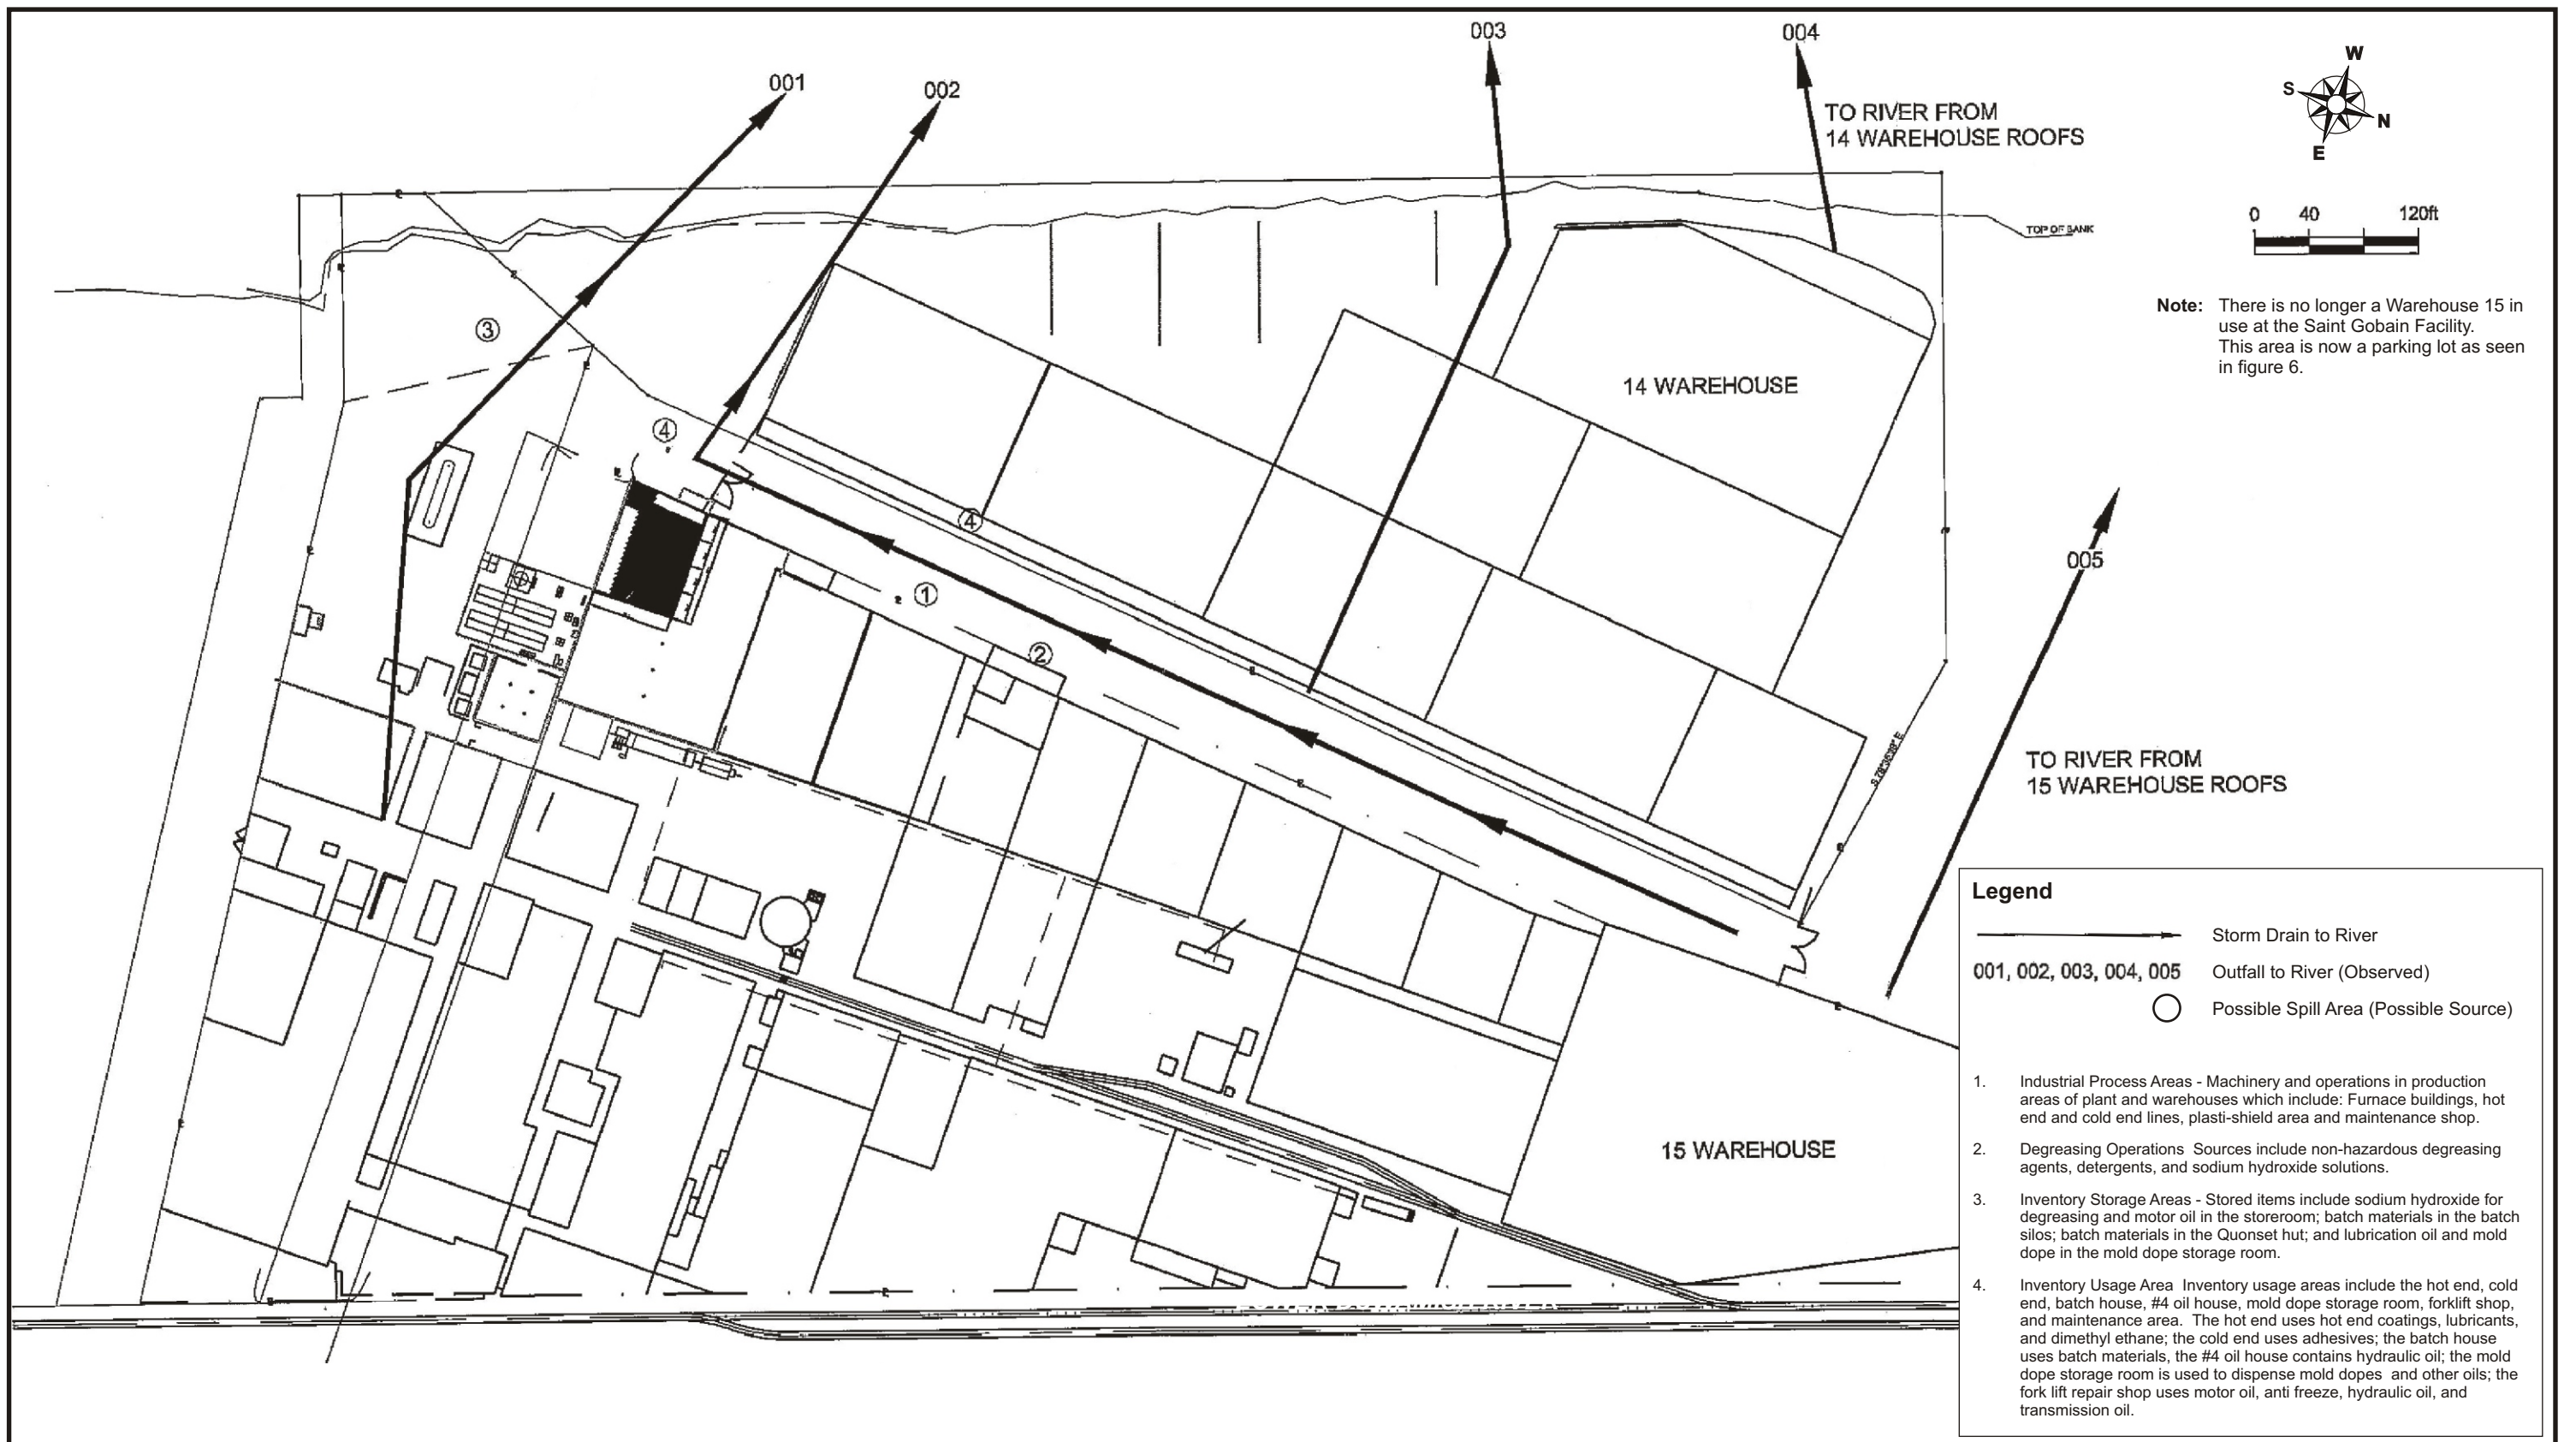 003
004
001
002
TO RIVER FROM
14 WAREHOUSE ROOFS
W
S
N
E
0 40 120ft
TOP OF BANK
Note: There is no longer a Warehouse 15 in
use at the Saint Gobain Facility.
This area is now a parking lot as seen
in figure 6.
3
14 WAREHOUSE
4
4
005
1
2
TO RIVER FROM
15 WAREHOUSE ROOFS
15 WAREHOUSE
Legend
Storm Drain to River
001, 002, 003, 004, 005 Outfall to River (Observed)
Possible Spill Area (Possible Source)
1. Industrial Process Areas - Machinery and operations in production
areas of plant and warehouses which include: Furnace buildings, hot
end and cold end lines, plasti-shield area and maintenance shop.
2. Degreasing Operations Sources include non-hazardous degreasing
agents, detergents, and sodium hydroxide solutions.
3. Inventory Storage Areas - Stored items include sodium hydroxide for
degreasing and motor oil in the storeroom; batch materials in the batch
silos; batch materials in the Quonset hut; and lubrication oil and mold
dope in the mold dope storage room.
4. Inventory Usage Area Inventory usage areas include the hot end, cold
end, batch house, #4 oil house, mold dope storage room, forklift shop,
and maintenance area. The hot end uses hot end coatings, lubricants,
and dimethyl ethane; the cold end uses adhesives; the batch house
uses batch materials, the #4 oil house contains hydraulic oil; the mold
dope storage room is used to dispense mold dopes and other oils; the
fork lift repair shop uses motor oil, anti freeze, hydraulic oil, and
transmission oil.